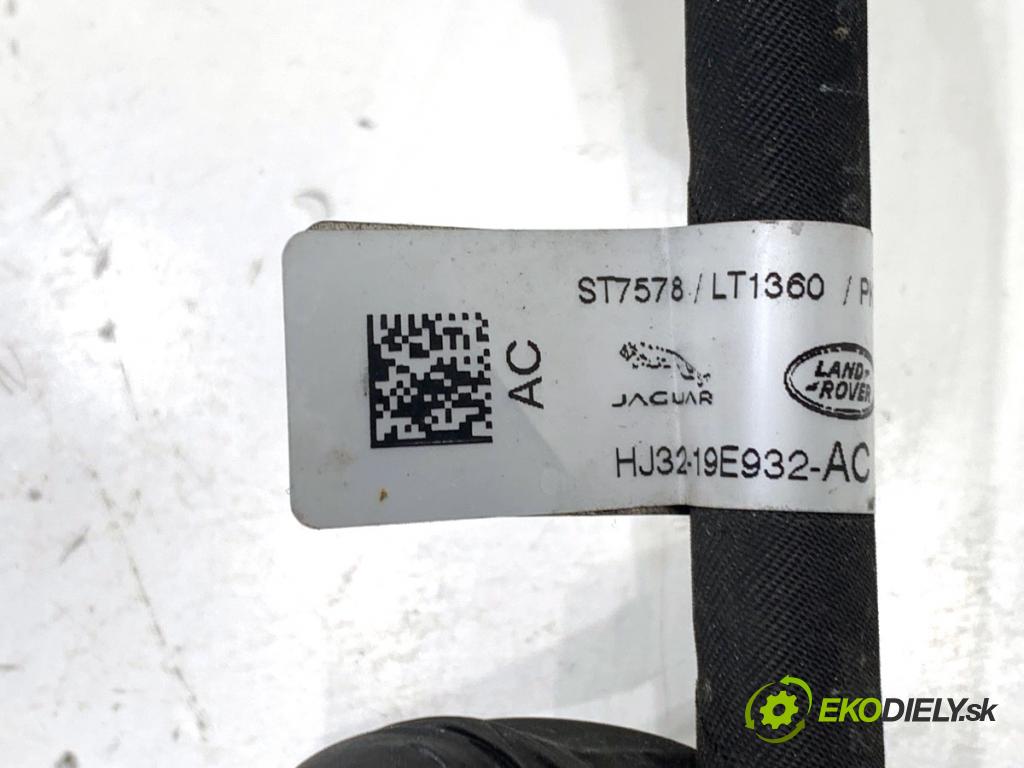 ST7578 / LT1360 /
AC
JAGUAR
LAND-
ROVER
HJ32-19E932-AC
EKODIELY.sk